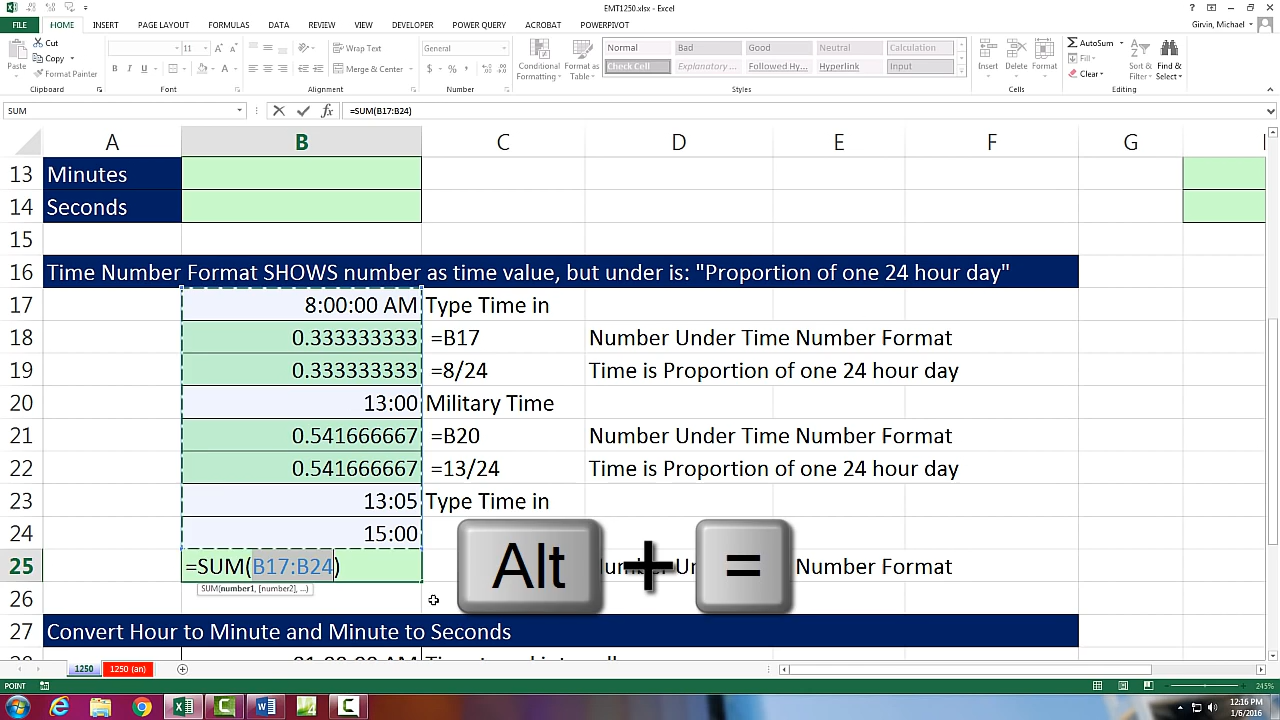 EMT1250.xlsx - Excel
FILE HOME INSERT PAGE LAYOUT FORMULAS DATA REVIEW VIEW DEVELOPER POWER QUERY ACROBAT POWERPIVOT Girvin, Michael
Paste Cut Copy Format Painter
Clipboard
11 A A
B I U
Font
Wrap Text
Merge & Center
Alignment
General
$ % ,
Number
Conditional Formatting Format as Table
Normal Bad Good Neutral Calculation
Check Cell Explanatory ... Followed Hy... Hyperlink Input
Styles
Insert Delete Format
Cells
AutoSum Fill Clear
Sort & Filter Find & Select
Editing
SUM fx =SUM(B17:B24)
A B C D E F G
13 Minutes
14 Seconds
15
16 Time Number Format SHOWS number as time value, but under is: "Proportion of one 24 hour day"
17 8:00:00 AM Type Time in
18 0.333333333 =B17 Number Under Time Number Format
19 0.333333333 =8/24 Time is Proportion of one 24 hour day
20 13:00 Military Time
21 0.541666667 =B20 Number Under Time Number Format
22 0.541666667 =13/24 Time is Proportion of one 24 hour day
23 13:05 Type Time in
24 15:00
25 =SUM(B17:B24) Number Format
SUM(number1, [number2], ...)
Alt + =
26
27 Convert Hour to Minute and Minute to Seconds
1250 1250 (an)
POINT 245%
12:16 PM
1/6/2016